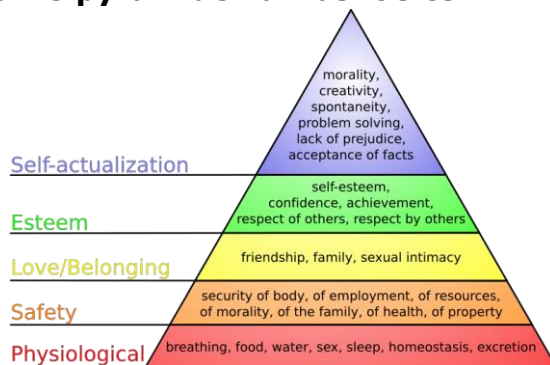 morality,
creativity,
spontaneity,
problem solving,
lack of prejudice,
acceptance of facts
Self-actualization
self-esteem,
confidence, achievement,
respect of others, respect by others
Esteem
friendship, family, sexual intimacy
Love/Belonging
security of body, of employment, of resources,
of morality, of the family, of health, of property
Safety
breathing, food, water, sex, sleep, homeostasis, excretion
Physiological